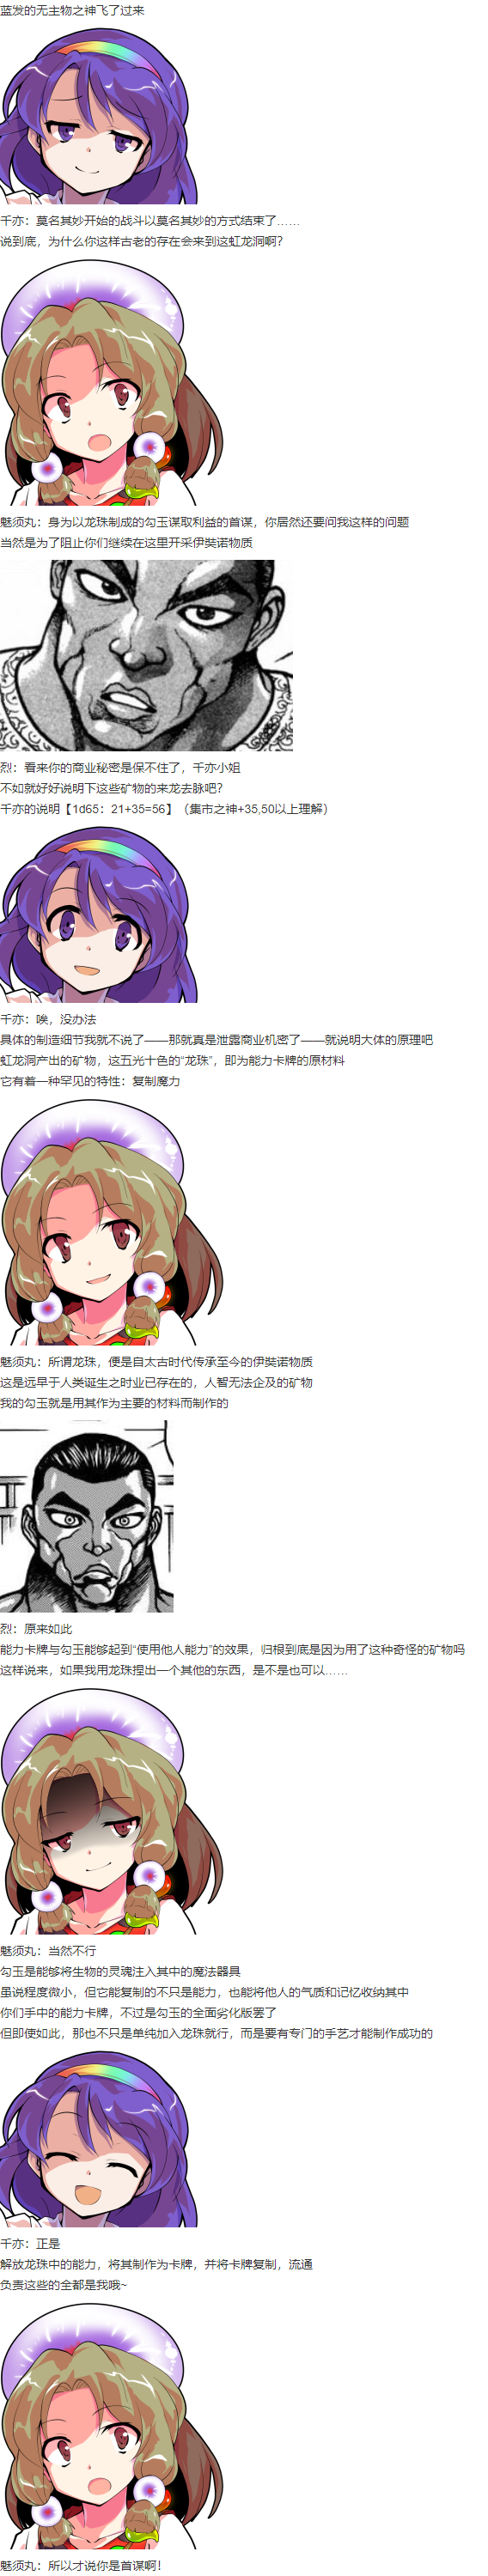 蓝发的无主物之神飞了过来
千亦：莫名其妙开始的战斗以莫名其妙的方式结束了……
说到底，为什么你这样古老的存在会来到这虹龙洞啊？
魅须丸：身为以龙珠制成的勾玉谋取利益的首谋，你居然还要问我这样的问题
当然是为了阻止你们继续在这里开采伊奘诺物质
烈：看来你的商业秘密是保不住了，千亦小姐
不如就好好说明下这些矿物的来龙去脉吧？
千亦的说明【1d65：21+35=56】（集市之神+35,50以上理解）
千亦：唉，没办法
具体的制造细节我就不说了——那就真是泄露商业机密了——就说明大体的原理吧
虹龙洞产出的矿物，这五光十色的“龙珠”，即为能力卡牌的原材料
它有着一种罕见的特性：复制魔力
魅须丸：所谓龙珠，便是自太古时代传承至今的伊奘诺物质
这是远早于人类诞生之时业已存在的，人智无法企及的矿物
我的勾玉就是用其作为主要的材料而制作的
烈：原来如此
能力卡牌与勾玉能够起到“使用他人能力”的效果，归根到底是因为用了这种奇怪的矿物吗
这样说来，如果我用龙珠捏出一个其他的东西，是不是也可以……
魅须丸：当然不行
勾玉是能够将生物的灵魂注入其中的魔法器具
虽说程度微小，但它能复制的不只是能力，也能将他人的气质和记忆收纳其中
你们手中的能力卡牌，不过是勾玉的全面劣化版罢了
但即使如此，那也不只是单纯加入龙珠就行，而是要有专门的手艺才能制作成功的
千亦：正是
解放龙珠中的能力，将其制作为卡牌，并将卡牌复制，流通
负责这些的全都是我哦~
魅须丸：所以才说你是首谋啊！